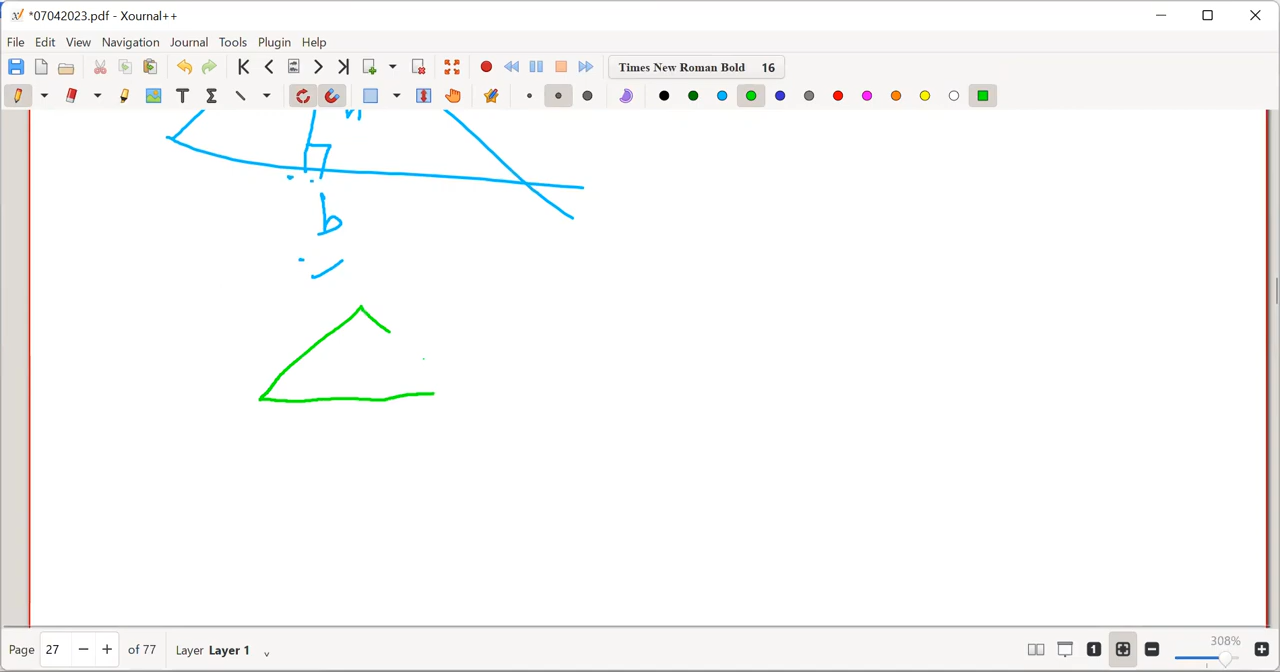 *07042023.pdf - Xournal++
File Edit View Navigation Journal Tools Plugin Help
Times New Roman Bold 16
1
h
b
Page 27 of 77 Layer Layer 1 308%